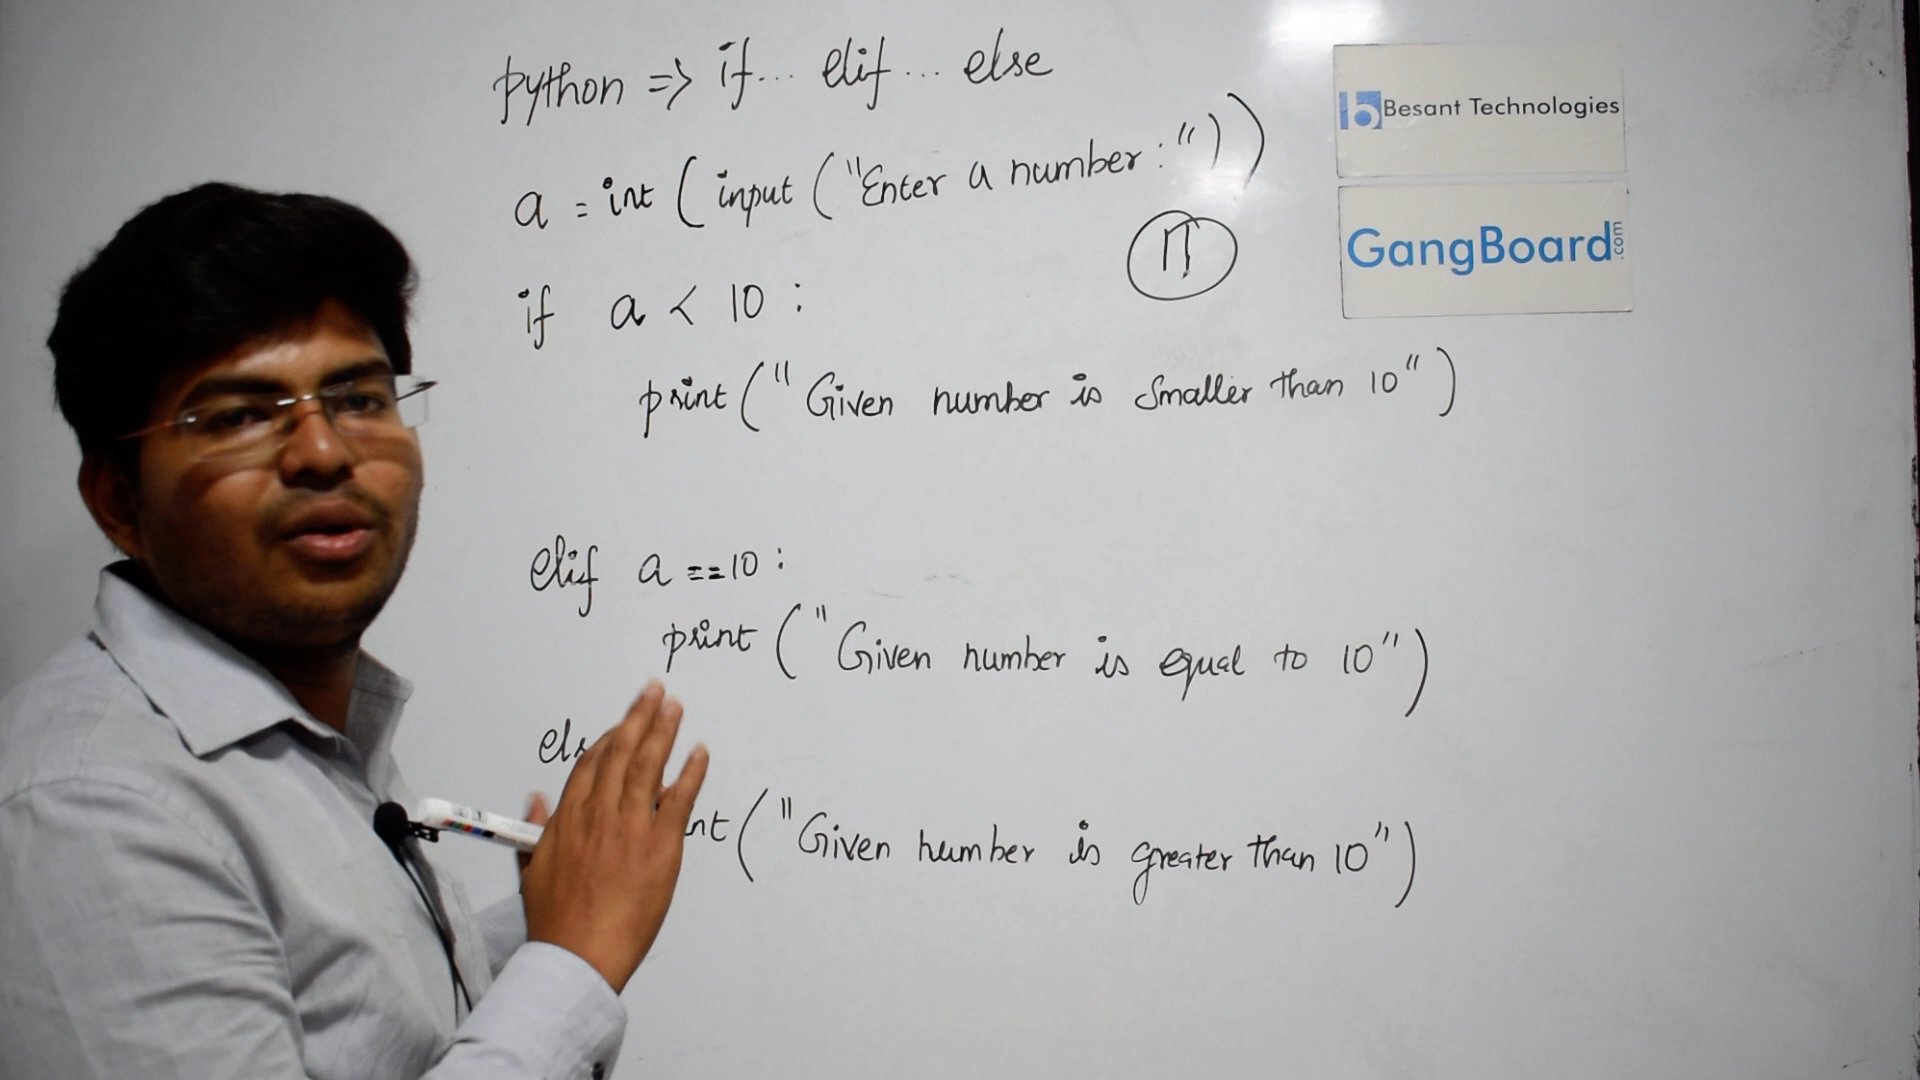 python => if... elif... else
a = int ( input ( "Enter a number : " ) )
if a < 10 :
print ( " Given number is smaller than 10 " )
elif a == 10 :
print ( " Given number is equal to 10 " )
( " Given number is greater than 10 " )
Besant Technologies
GangBoard.com